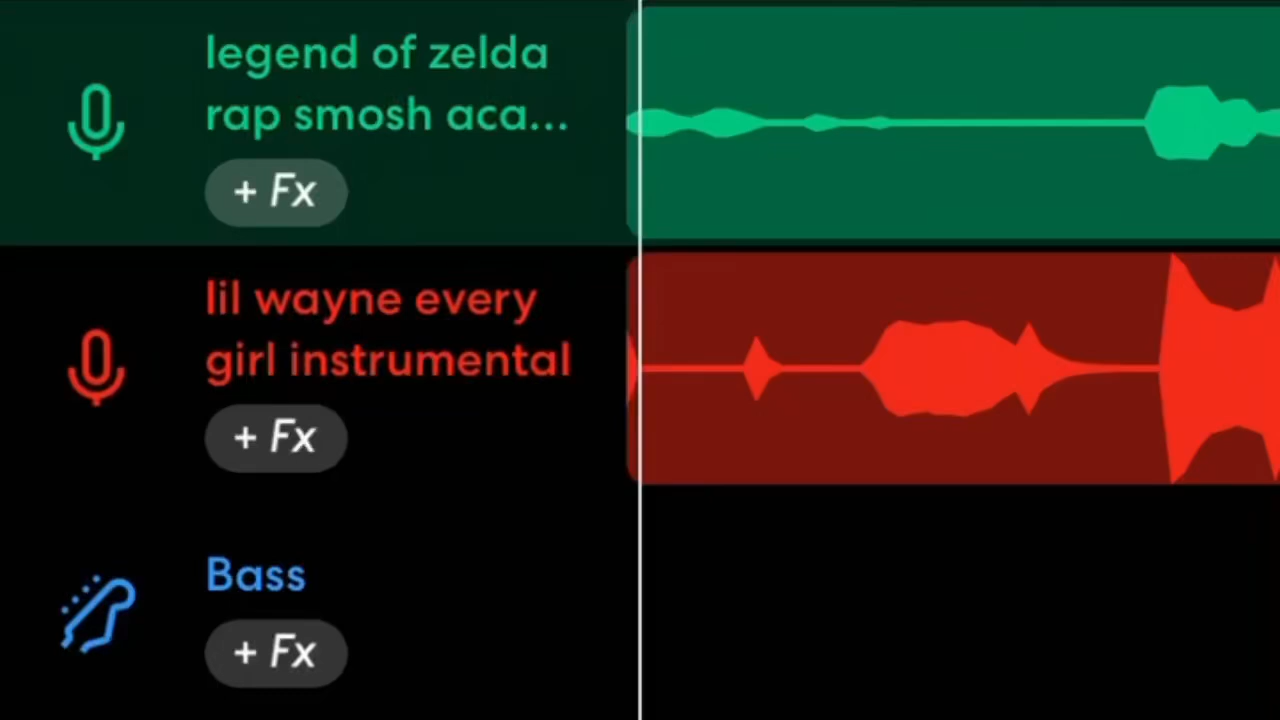 legend of zelda
rap smosh aca...
+ Fx
lil wayne every
girl instrumental
+ Fx
Bass
+ Fx